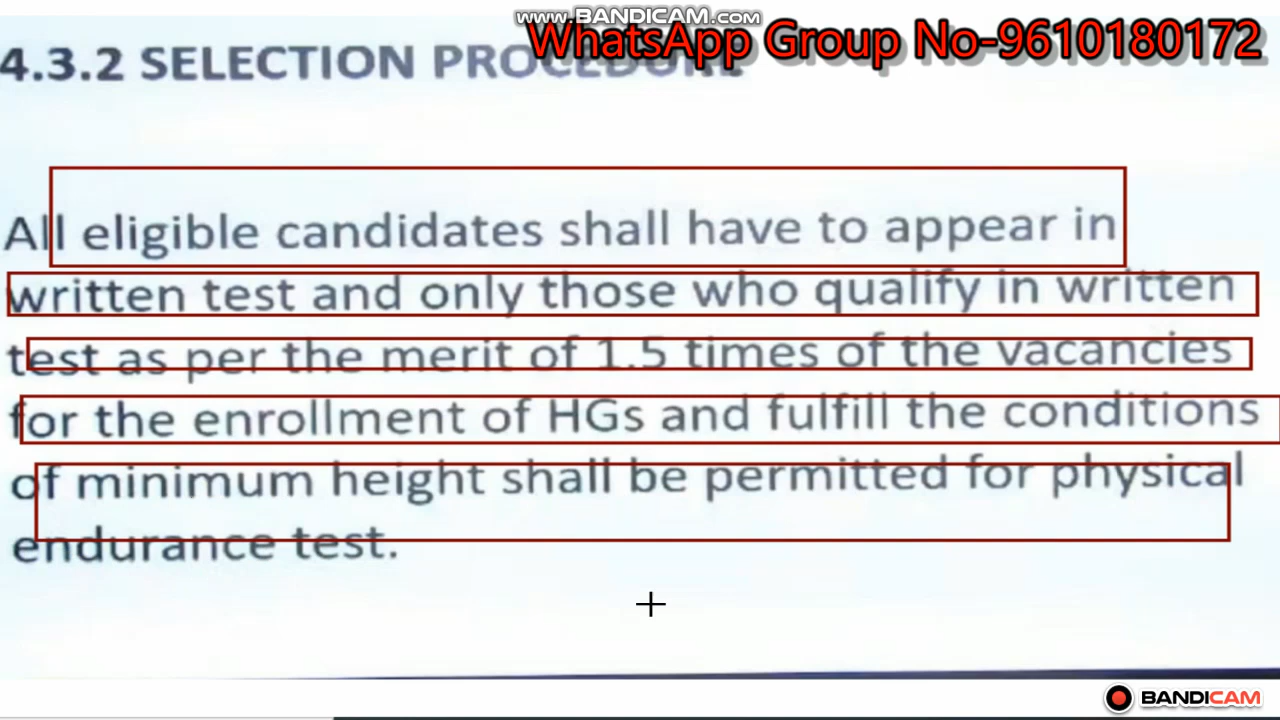 www.BANDICAM.com
WhatsApp Group No-9610180172
4.3.2 SELECTION PROCEDURE
All eligible candidates shall have to appear in
written test and only those who qualify in written
test as per the merit of 1.5 times of the vacancies
for the enrollment of HGs and fulfill the conditions
of minimum height shall be permitted for physical
endurance test.
BANDICAM